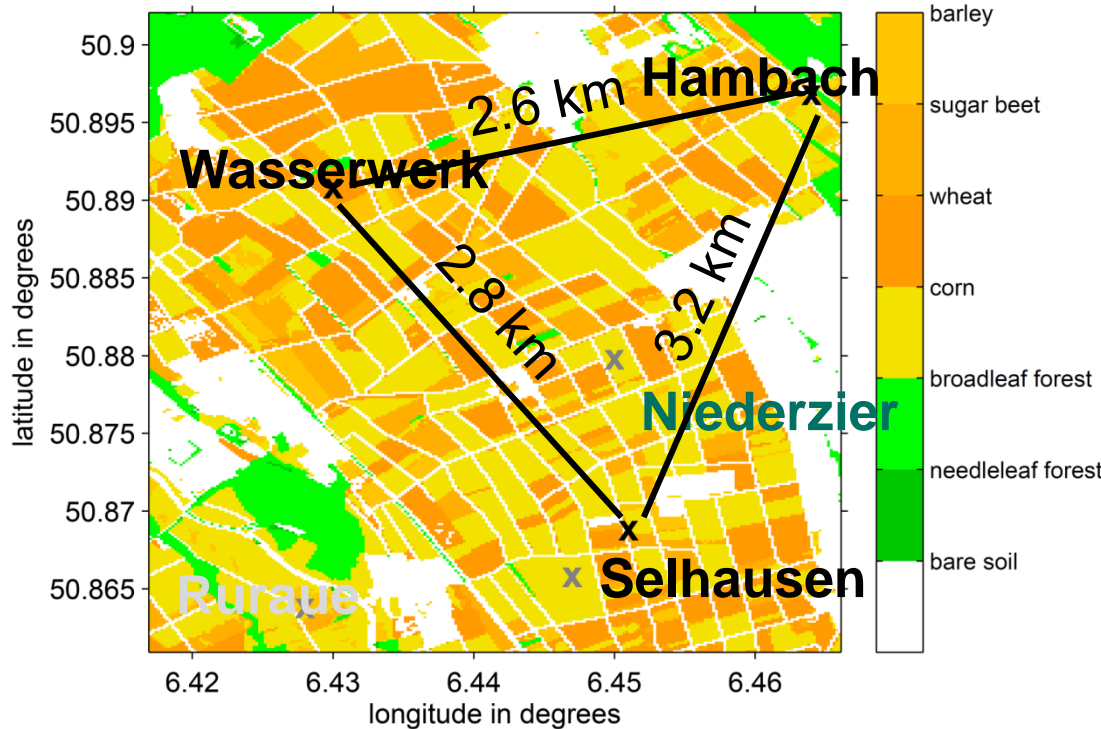 50.9
50.895
50.89
50.885
50.88
50.875
50.87
50.865
latitude in degrees
6.42
6.43
6.44
6.45
6.46
longitude in degrees
Hambach
x
2.6 km
Wasserwerk
x
2.8 km
3.2 km
x
Niederzier
x
Selhausen
x
Ruraue
x
barley
sugar beet
wheat
corn
broadleaf forest
needleleaf forest
bare soil